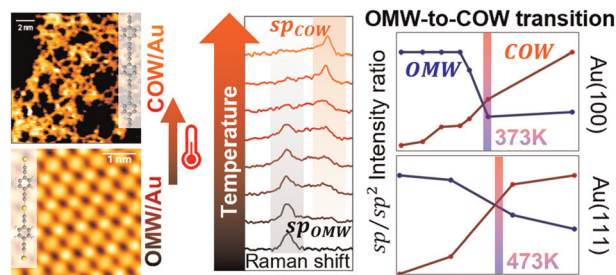 2 nm
COW/Au
1 nm
OMW/Au
Temperature
spCOW
spOMW
Raman shift
OMW-to-COW transition
sp/sp² Intensity ratio
OMW
COW
373K
Au(100)
473K
Au(111)